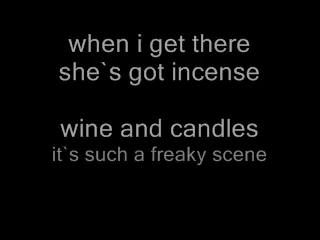 when i get there
she`s got incense
wine and candles
it`s such a freaky scene